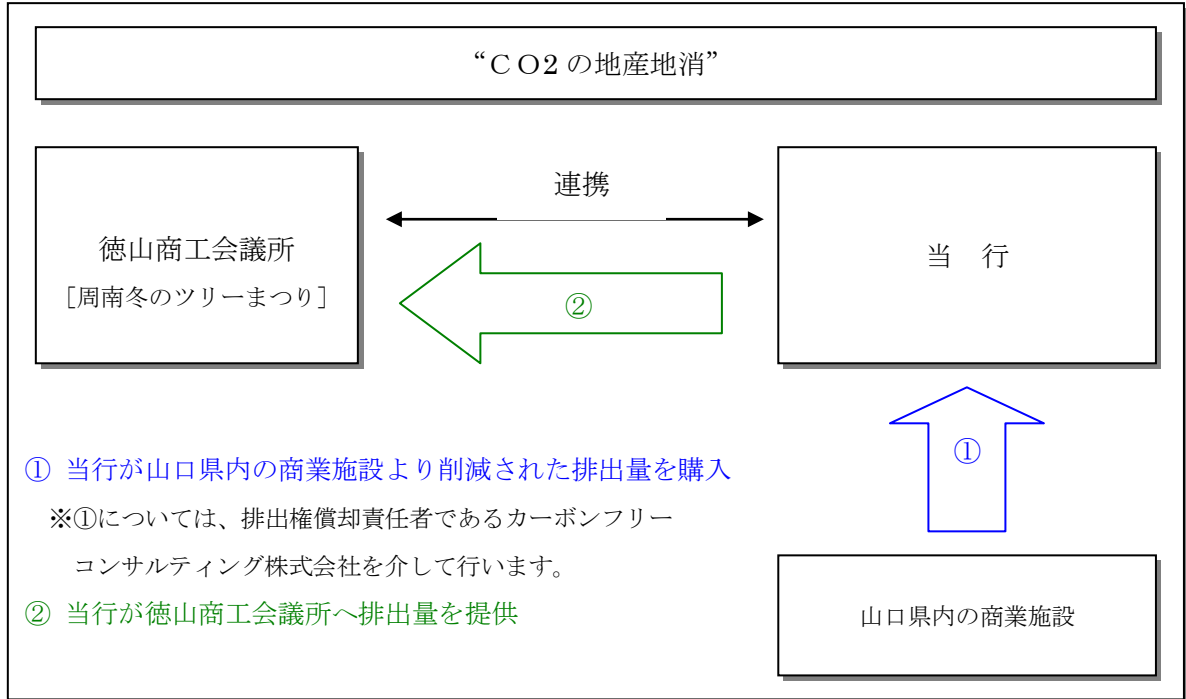 “ＣＯ2 の地産地消”
連携
徳山商工会議所
［周南冬のツリーまつり］
当　行
②
①
① 当行が山口県内の商業施設より削減された排出量を購入
※①については、排出権償却責任者であるカーボンフリー
コンサルティング株式会社を介して行います。
② 当行が徳山商工会議所へ排出量を提供
山口県内の商業施設